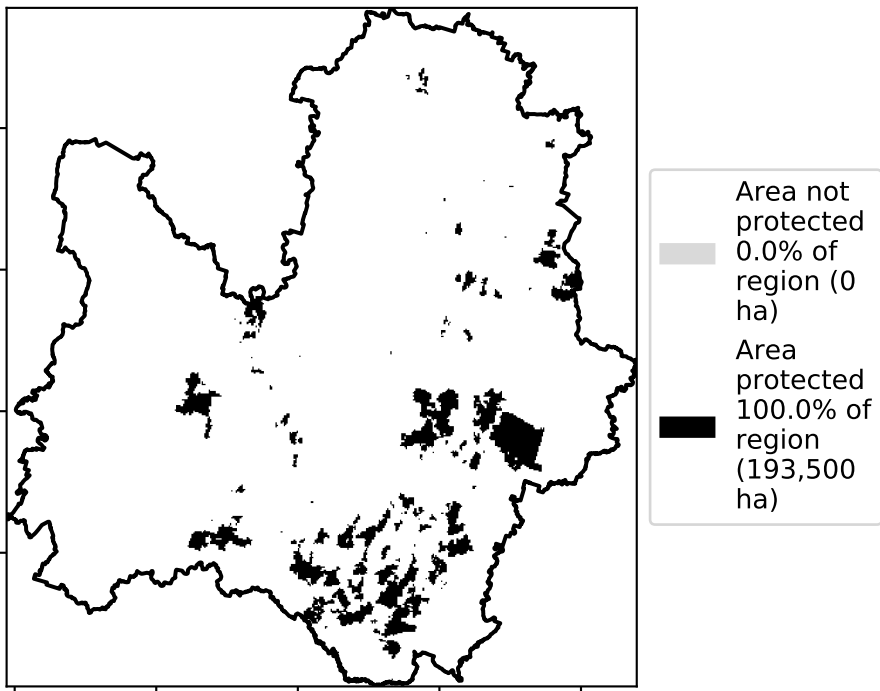 Area not
protected
0.0% of
region (0
ha)
Area
protected
100.0% of
region
(193,500
ha)